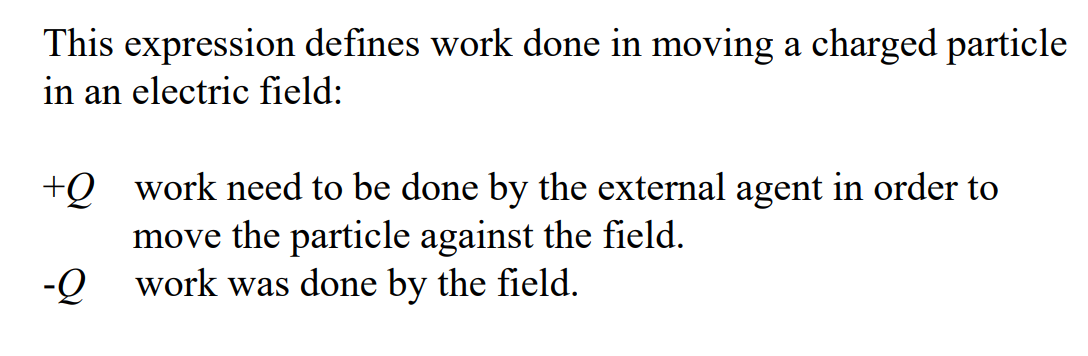 This expression defines work done in moving a charged particle
in an electric field:
+Q work need to be done by the external agent in order to
move the particle against the field.
-Q work was done by the field.